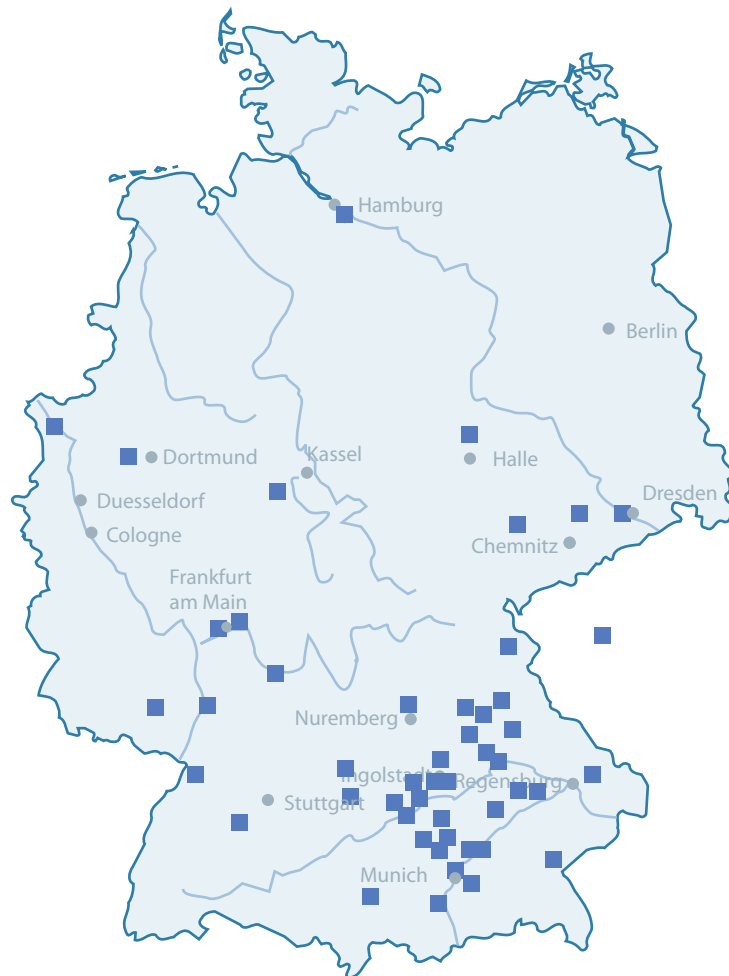 Hamburg
Berlin
Kassel
Dortmund
Halle
Duesseldorf
Dresden
Cologne
Chemnitz
Frankfurt
am Main
Nuremberg
Ingolstadt
Regensburg
Stuttgart
Munich